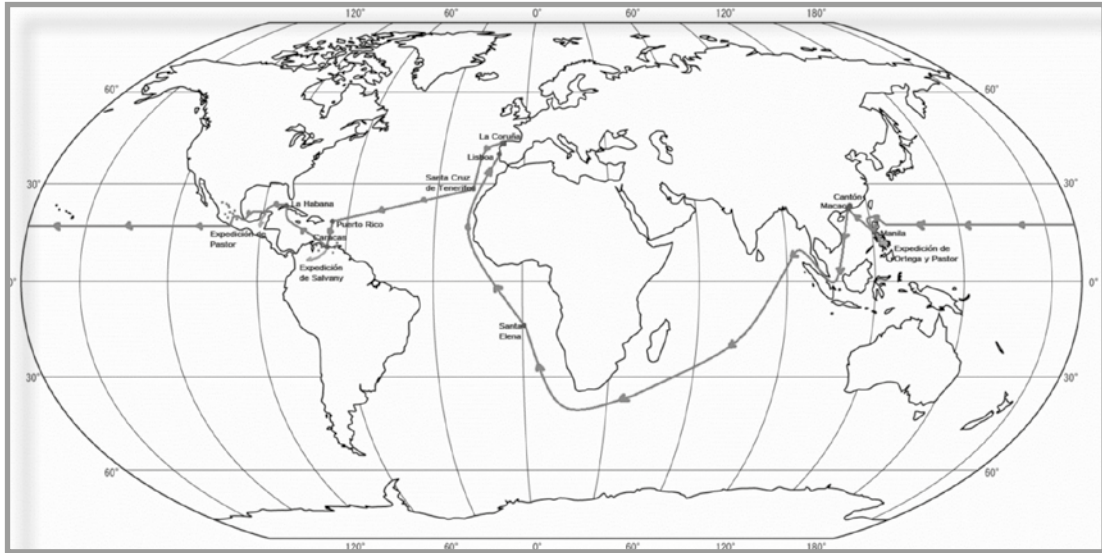 120°
60°
0°
60°
120°
180°
60°
60°
La Coruña
Lisboa
30°
Santa Cruz
de Tenerife
30°
Cantón
Macao
La Habana
Puerto Rico
Manila
Expedición de
Pastor
Caracas
Expedición de
Ortega y Pastor
Expedición
de Salvany
0°
0°
Santa
Elena
30°
30°
60°
60°
120°
60°
0°
60°
120°
180°